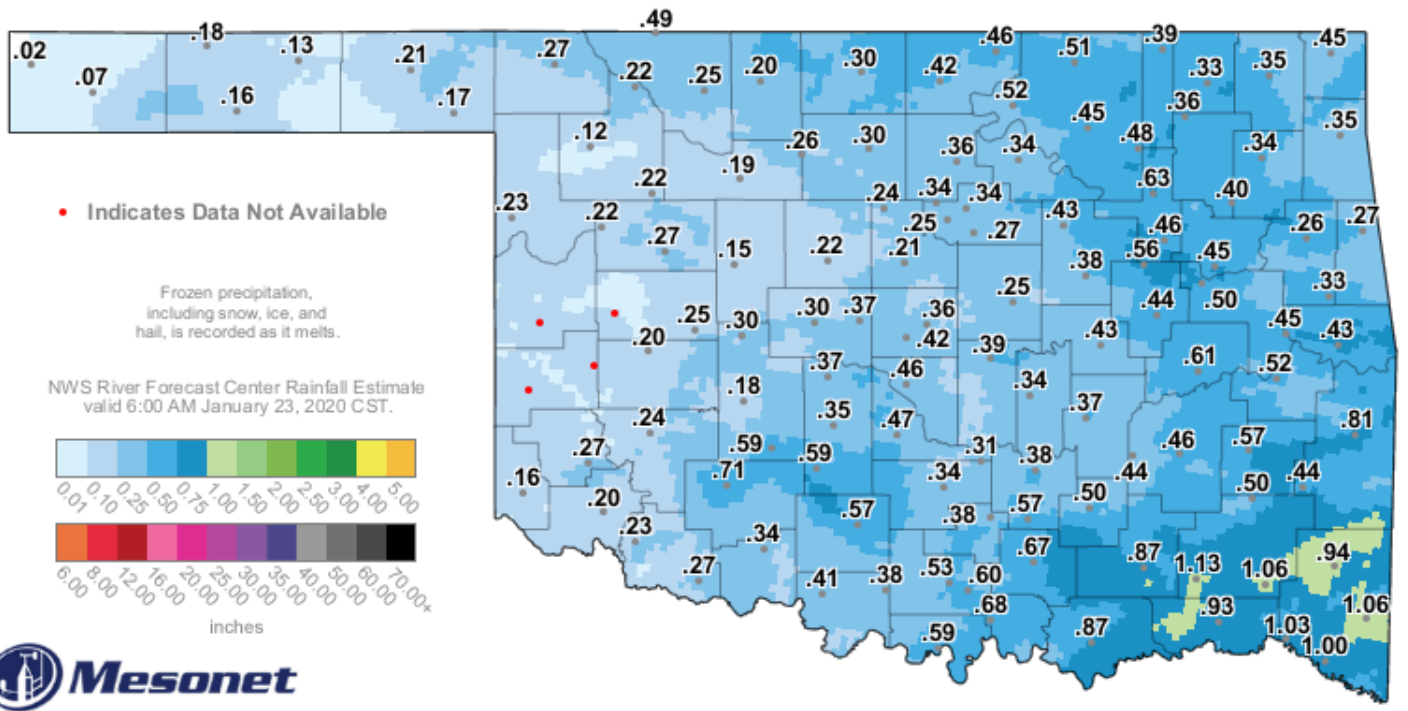 .49
.02 .18 .13 .21 .27 .46 .51 .39 .45
.07 .16 .17 .22 .25 .20 .30 .42 .52 .33 .35
.45 .36 .35
.12 .26 .30 .36 .34 .48 .34
.19
.22 .24 .34 .34 .63 .40
.23 .22 .25 .27 .43 .46 .26 .27
Indicates Data Not Available
.27 .15 .22 .21 .38 .56 .45
.25 .44 .50 .33
Frozen precipitation,
including snow, ice, and
hail, is recorded as it melts.
.25 .30 .30 .37 .36 .43 .45 .43
.20 .42 .39
.37 .46 .34 .61 .52
NWS River Forecast Center Rainfall Estimate
valid 6:00 AM January 23, 2020 CST.
.18 .35 .47 .37 .81
.24 .59 .59 .31 .38 .46 .57
.27 .71 .34 .44 .50 .44
.16 .20 .57 .38 .57 .50
0.01 0.10 0.25 0.50 0.75 1.00 1.50 2.00 2.50 3.00 4.00 5.00
.23 .34 .67 .87 1.13 1.06 .94
.27 .41 .38 .53 .60
6.00 8.00 12.00 16.00 20.00 25.00 30.00 35.00 40.00 50.00 60.00 70.00+
inches
.59 .68 .87 .93 1.03 1.06
1.00
Mesonet